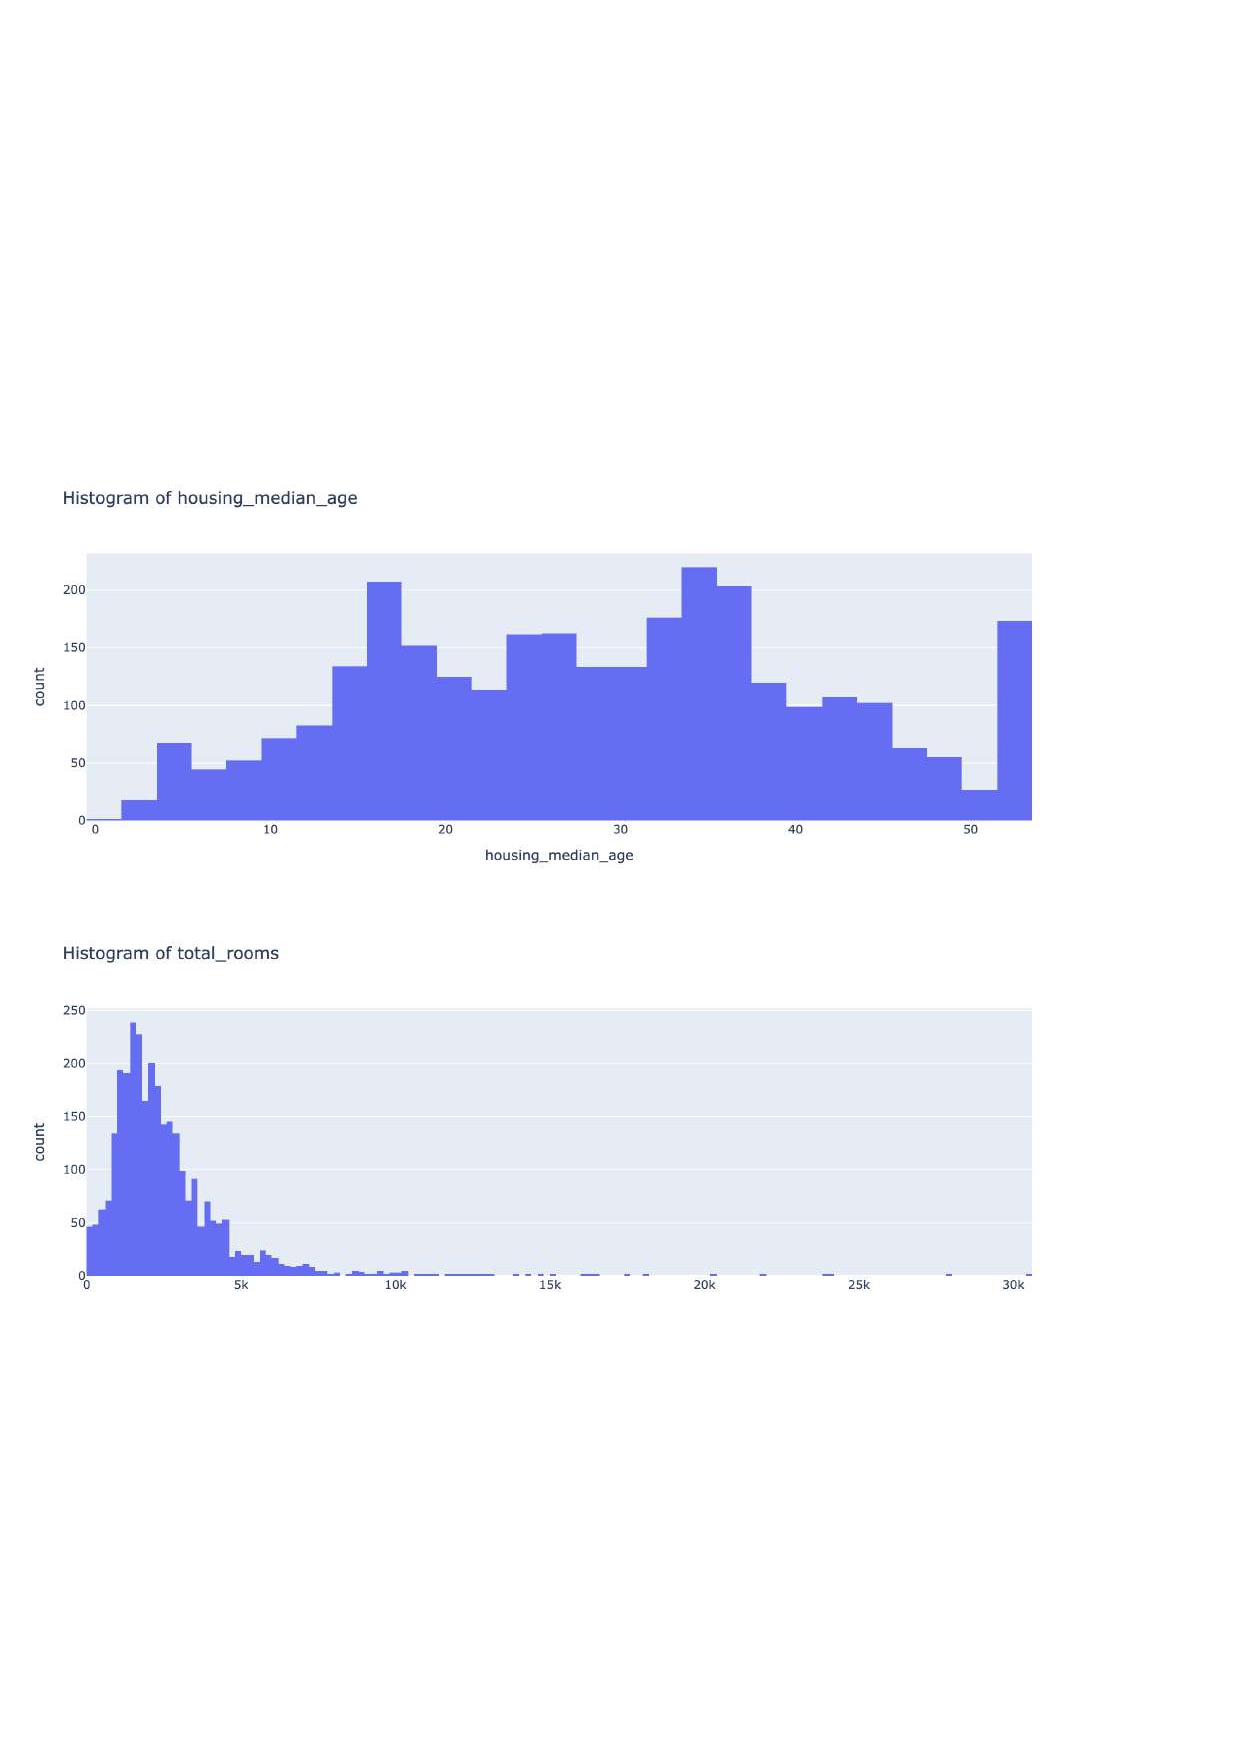 Histogram of housing_median_age
200
150
100
50
0
count
0 10 20 30 40 50
housing_median_age
Histogram of total_rooms
250
200
150
100
50
0
count
0 5k 10k 15k 20k 25k 30k